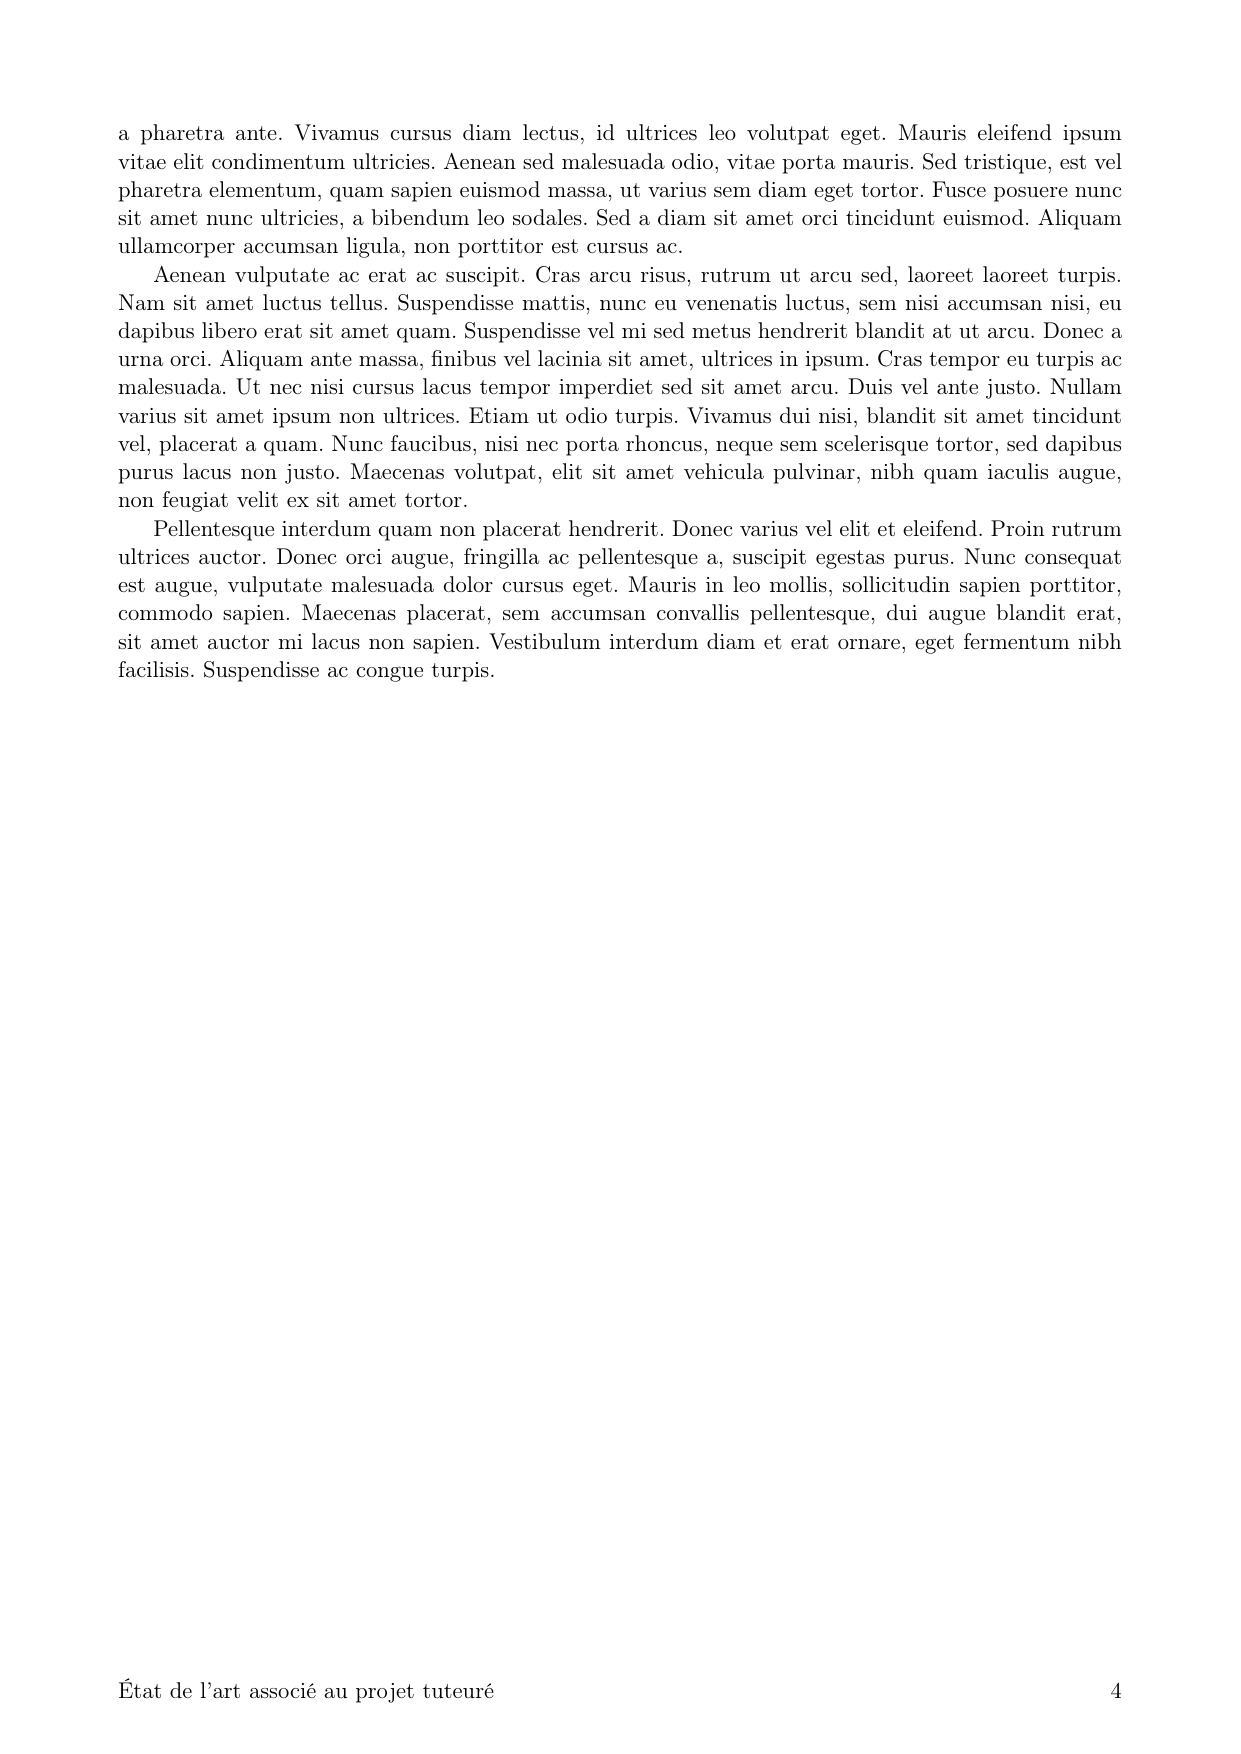 a pharetra ante. Vivamus cursus diam lectus, id ultrices leo volutpat eget. Mauris eleifend ipsum
vitae elit condimentum ultricies. Aenean sed malesuada odio, vitae porta mauris. Sed tristique, est vel
pharetra elementum, quam sapien euismod massa, ut varius sem diam eget tortor. Fusce posuere nunc
sit amet nunc ultricies, a bibendum leo sodales. Sed a diam sit amet orci tincidunt euismod. Aliquam
ullamcorper accumsan ligula, non porttitor est cursus ac.
Aenean vulputate ac erat ac suscipit. Cras arcu risus, rutrum ut arcu sed, laoreet laoreet turpis.
Nam sit amet luctus tellus. Suspendisse mattis, nunc eu venenatis luctus, sem nisi accumsan nisi, eu
dapibus libero erat sit amet quam. Suspendisse vel mi sed metus hendrerit blandit at ut arcu. Donec a
urna orci. Aliquam ante massa, finibus vel lacinia sit amet, ultrices in ipsum. Cras tempor eu turpis ac
malesuada. Ut nec nisi cursus lacus tempor imperdiet sed sit amet arcu. Duis vel ante justo. Nullam
varius sit amet ipsum non ultrices. Etiam ut odio turpis. Vivamus dui nisi, blandit sit amet tincidunt
vel, placerat a quam. Nunc faucibus, nisi nec porta rhoncus, neque sem scelerisque tortor, sed dapibus
purus lacus non justo. Maecenas volutpat, elit sit amet vehicula pulvinar, nibh quam iaculis augue,
non feugiat velit ex sit amet tortor.
Pellentesque interdum quam non placerat hendrerit. Donec varius vel elit et eleifend. Proin rutrum
ultrices auctor. Donec orci augue, fringilla ac pellentesque a, suscipit egestas purus. Nunc consequat
est augue, vulputate malesuada dolor cursus eget. Mauris in leo mollis, sollicitudin sapien porttitor,
commodo sapien. Maecenas placerat, sem accumsan convallis pellentesque, dui augue blandit erat,
sit amet auctor mi lacus non sapien. Vestibulum interdum diam et erat ornare, eget fermentum nibh
facilisis. Suspendisse ac congue turpis.
État de l'art associé au projet tuteuré 4